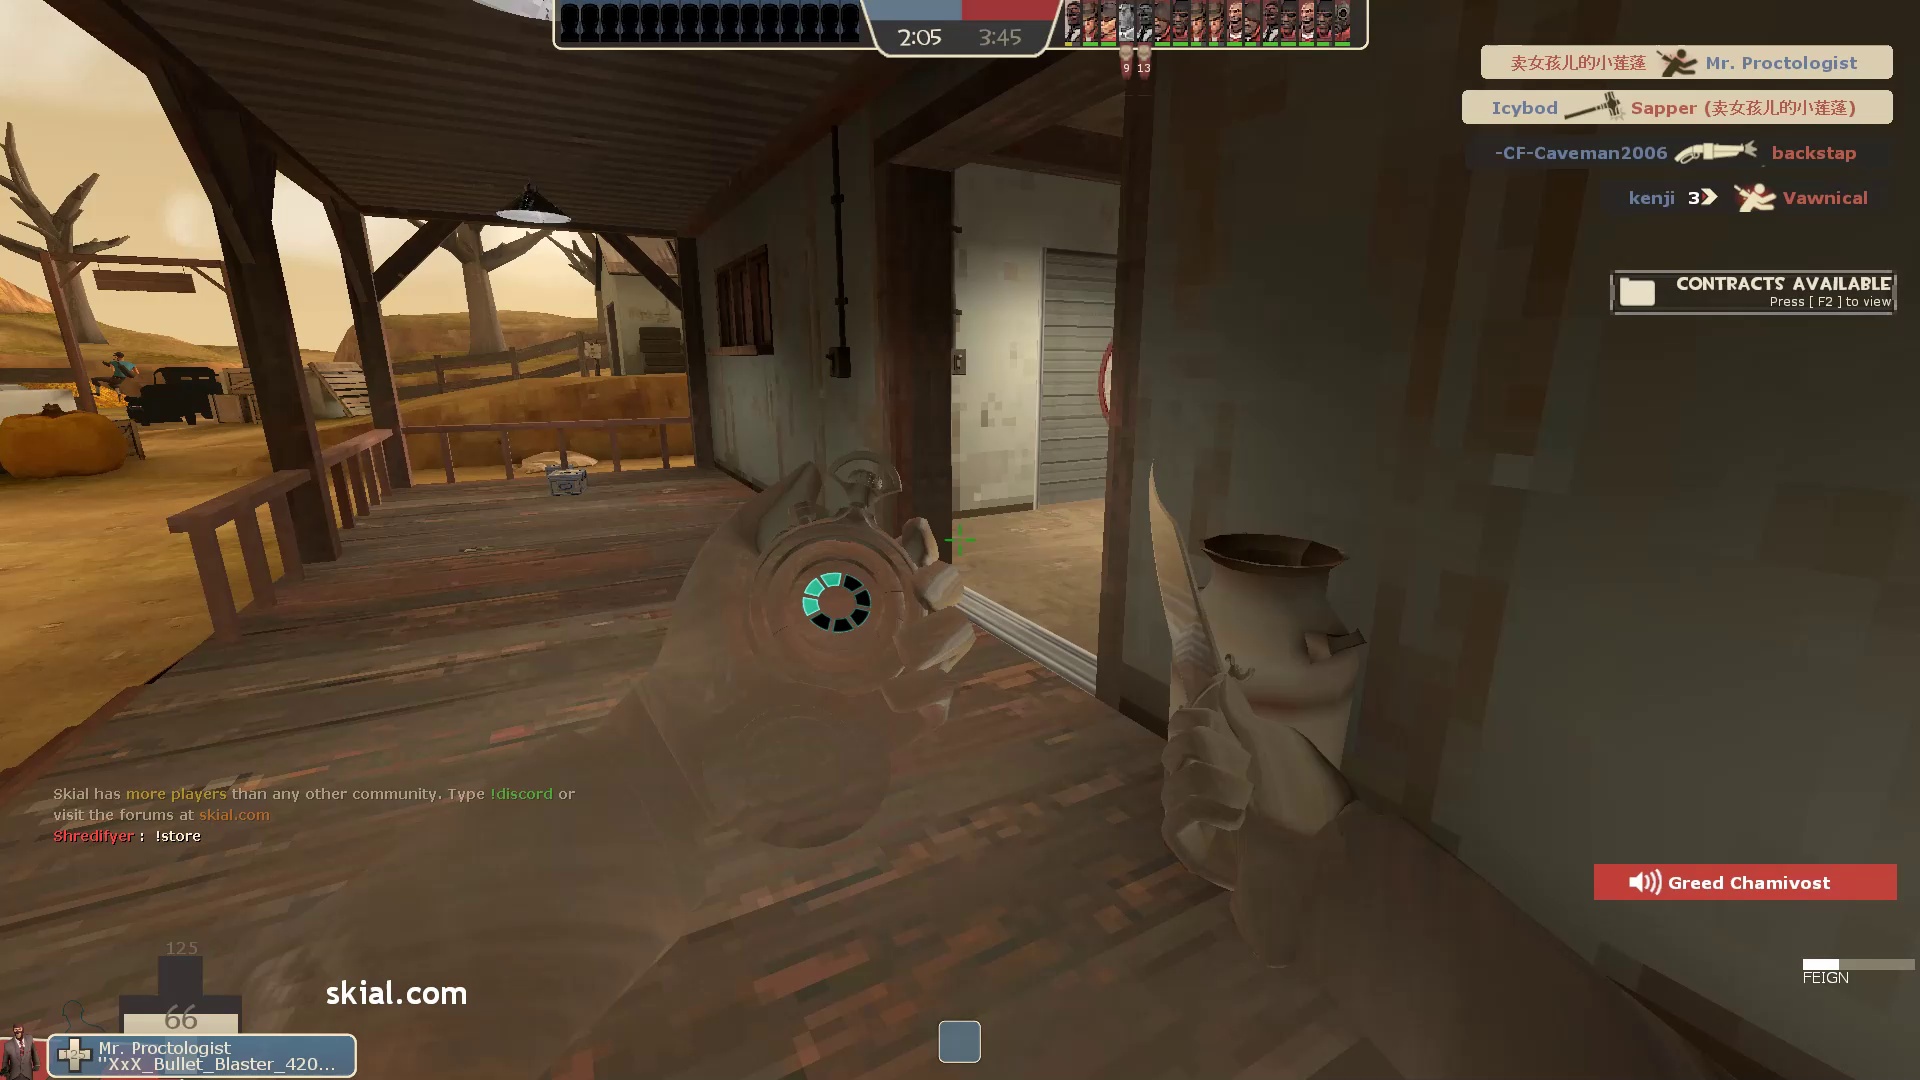 2:05 3:45
9 13
卖女孩儿的小莲蓬 Mr. Proctologist
Icybod Sapper (卖女孩儿的小莲蓬)
-CF-Caveman2006 backstap
kenji 3 Vawnical
CONTRACTS AVAILABLE
Press [ F2 ] to view
Skial has more players than any other community. Type !discord or
visit the forums at skial.com
Shredifyer : !store
Greed Chamivost
FEIGN
125
66
skial.com
125
Mr. Proctologist
"XxX_Bullet_Blaster_420...